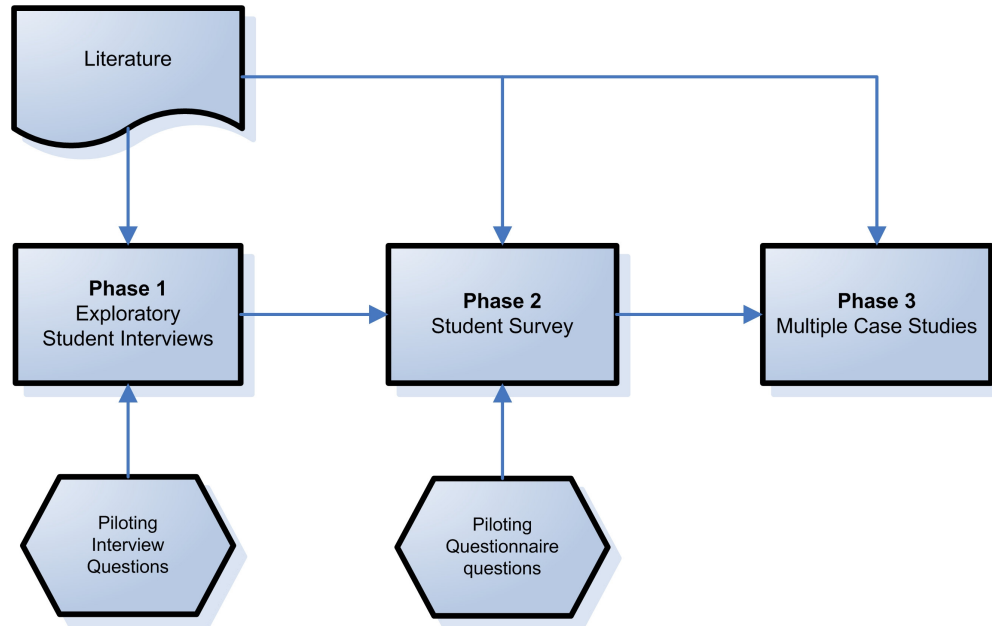 Literature
Phase 1
Exploratory
Student Interviews
Phase 2
Student Survey
Phase 3
Multiple Case Studies
Piloting
Interview
Questions
Piloting
Questionnaire
questions